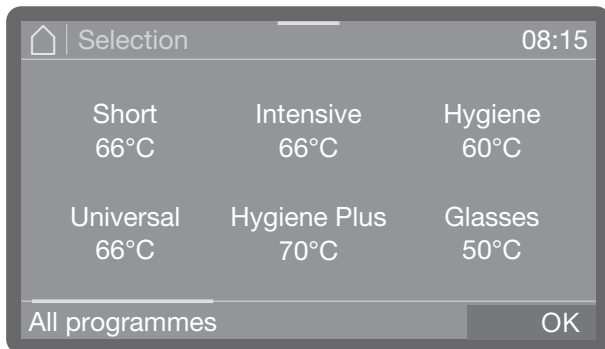 Selection 08:15
Short Intensive Hygiene
66°C 66°C 60°C
Universal Hygiene Plus Glasses
66°C 70°C 50°C
All programmes OK